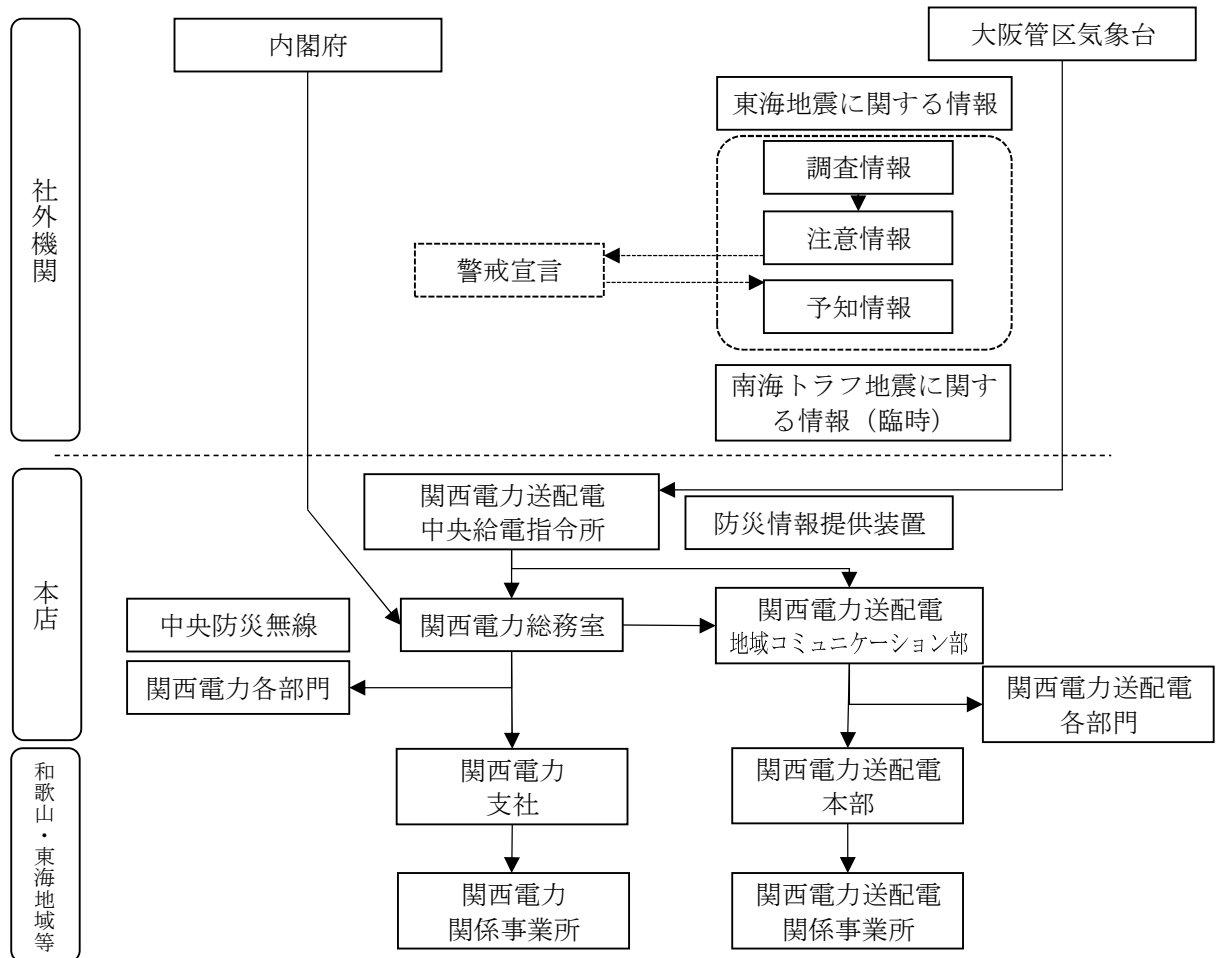 内閣府
大阪管区気象台
社外機関
東海地震に関する情報
調査情報
注意情報
警戒宣言
予知情報
南海トラフ地震に関す
る情報（臨時）
本店
関西電力送配電
中央給電指令所
防災情報提供装置
中央防災無線
関西電力総務室
関西電力送配電
地域コミュニケーション部
関西電力各部門
関西電力送配電
各部門
和歌山・東海地域等
関西電力
支社
関西電力送配電
本部
関西電力
関係事業所
関西電力送配電
関係事業所